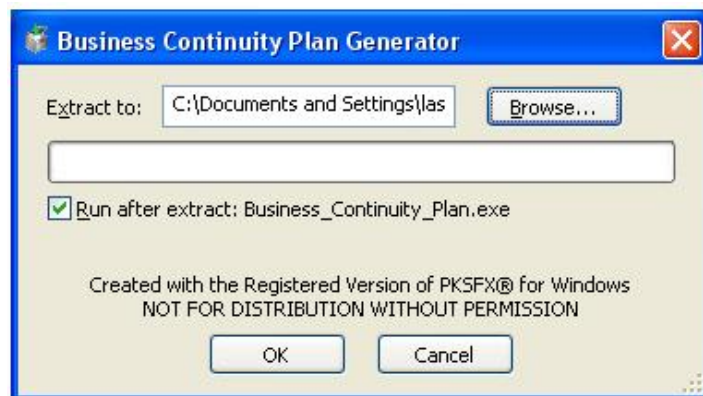 Business Continuity Plan Generator
Extract to: C:\Documents and Settings\las Browse...
Run after extract: Business_Continuity_Plan.exe
Created with the Registered Version of PKSFX® for Windows
NOT FOR DISTRIBUTION WITHOUT PERMISSION
OK Cancel